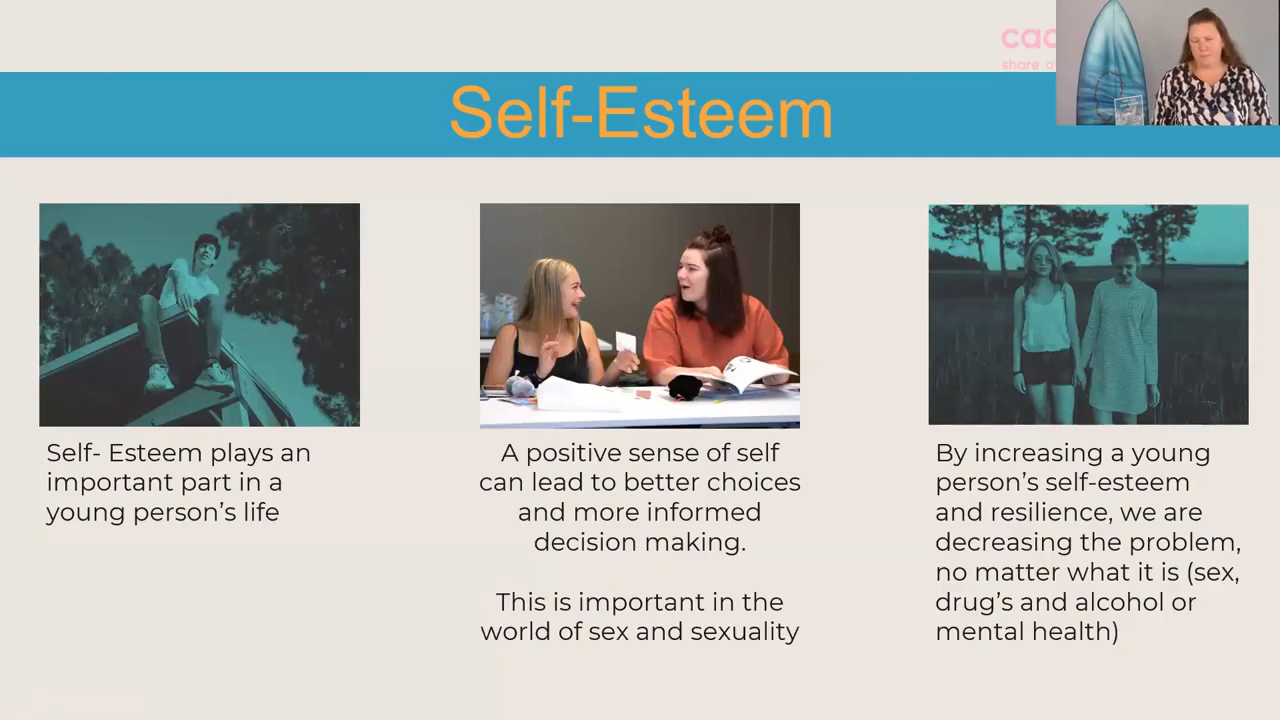 Self-Esteem
Self- Esteem plays an
important part in a
young person’s life
A positive sense of self
can lead to better choices
and more informed
decision making.
This is important in the
world of sex and sexuality
By increasing a young
person’s self-esteem
and resilience, we are
decreasing the problem,
no matter what it is (sex,
drug’s and alcohol or
mental health)
share